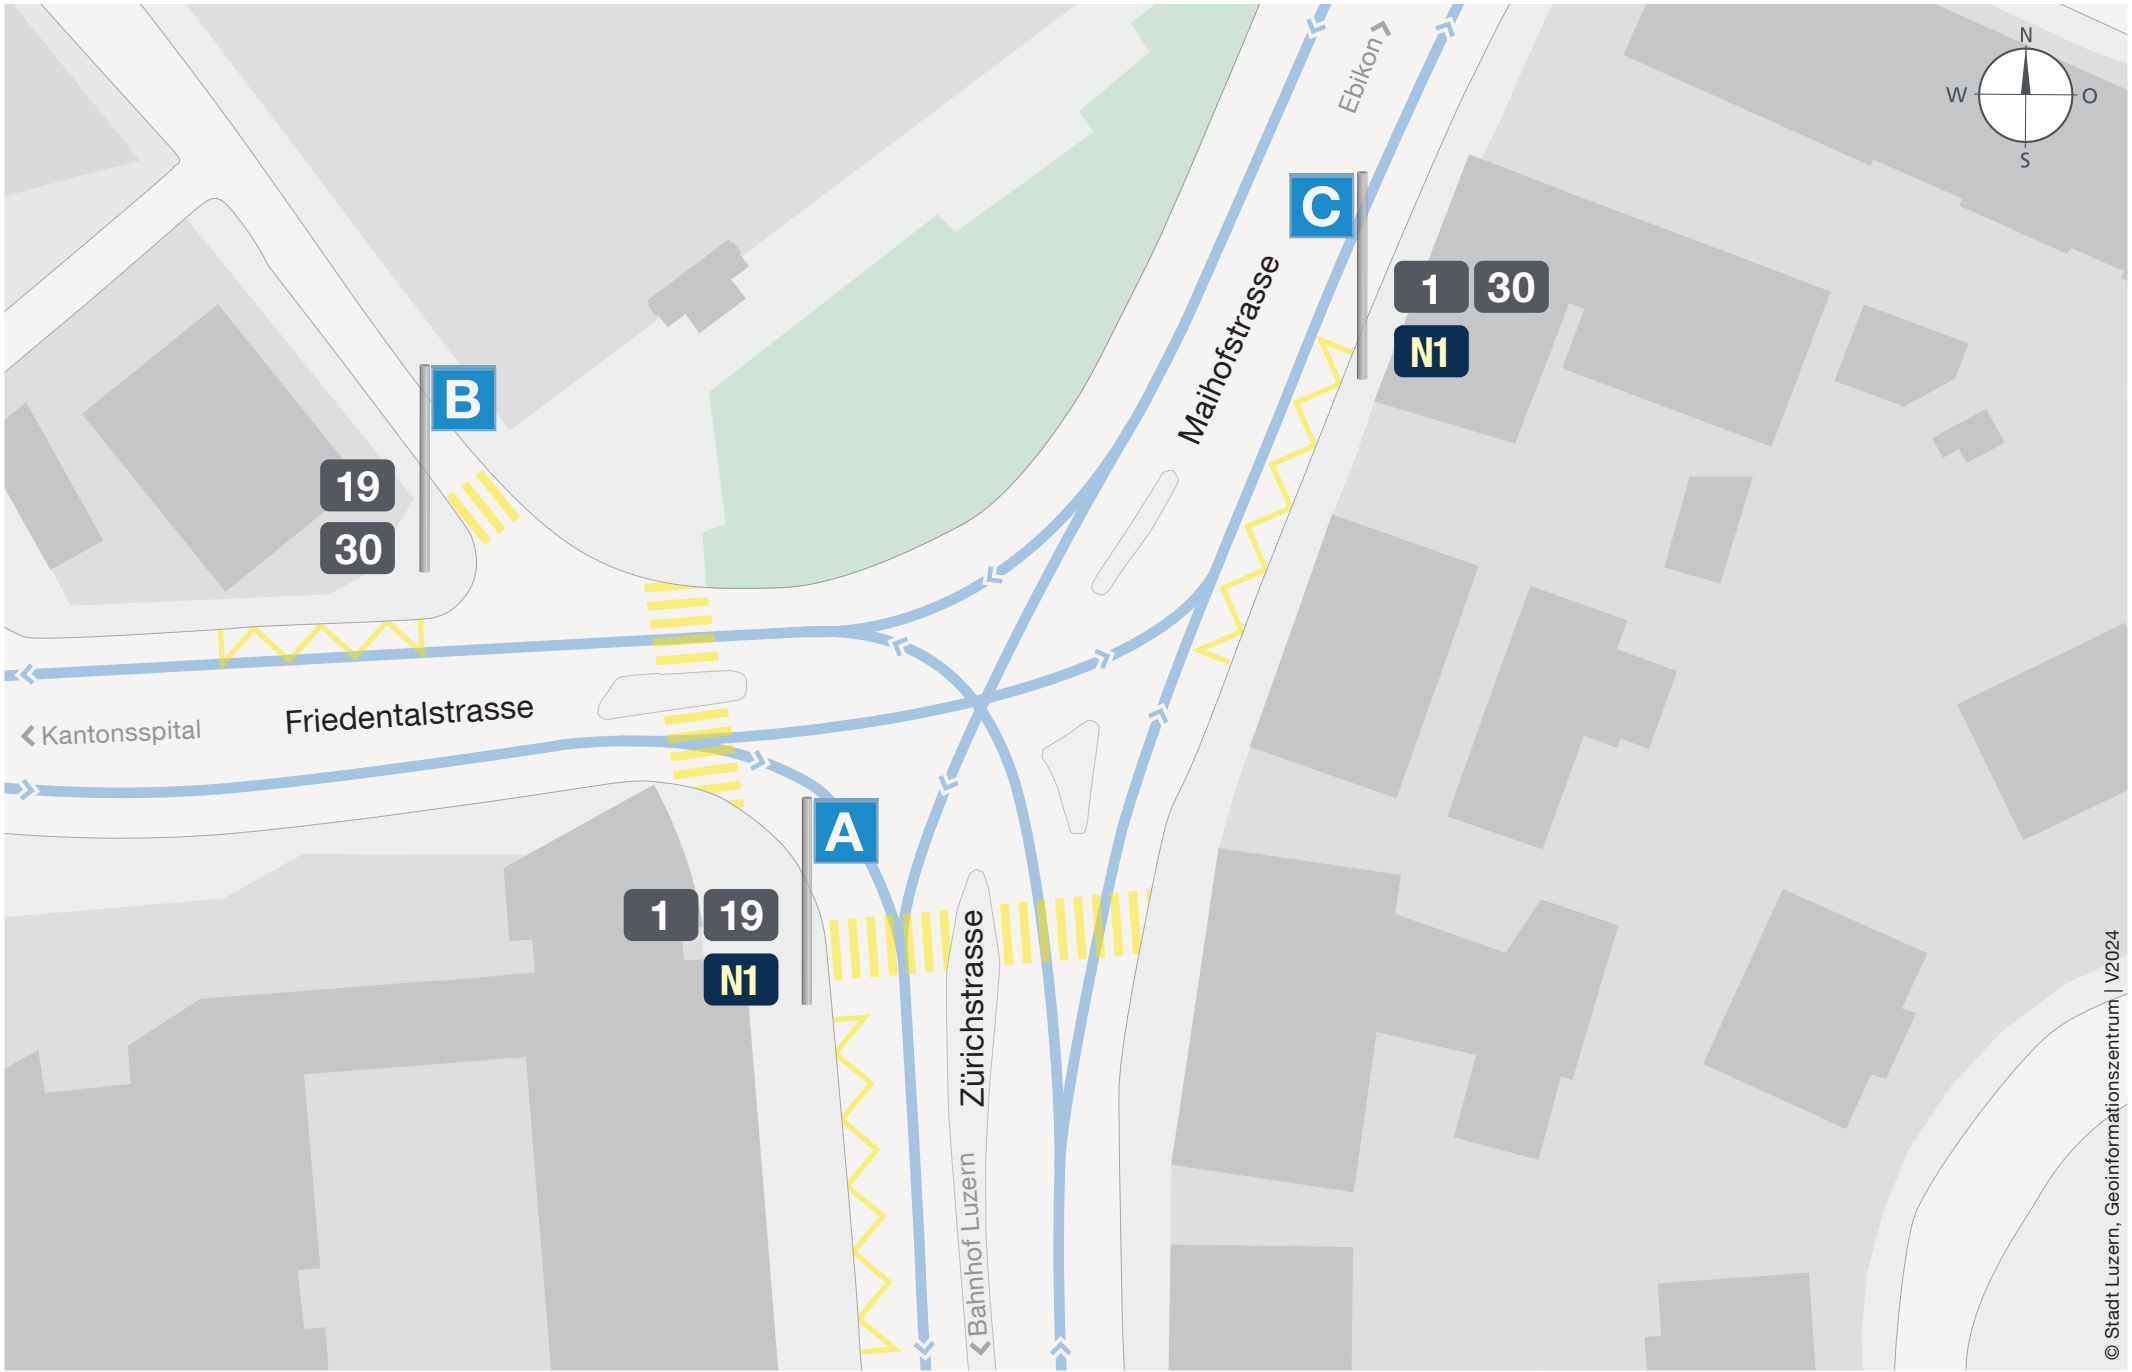 N
W O
S
Ebikon
C
Maihofstrasse
1 30
N1
B
19
30
Friedentalstrasse
Kantonsspital
A
1 19
N1
Zürichstrasse
Bahnhof Luzern
© Stadt Luzern, Geoinformationszentrum | V2024